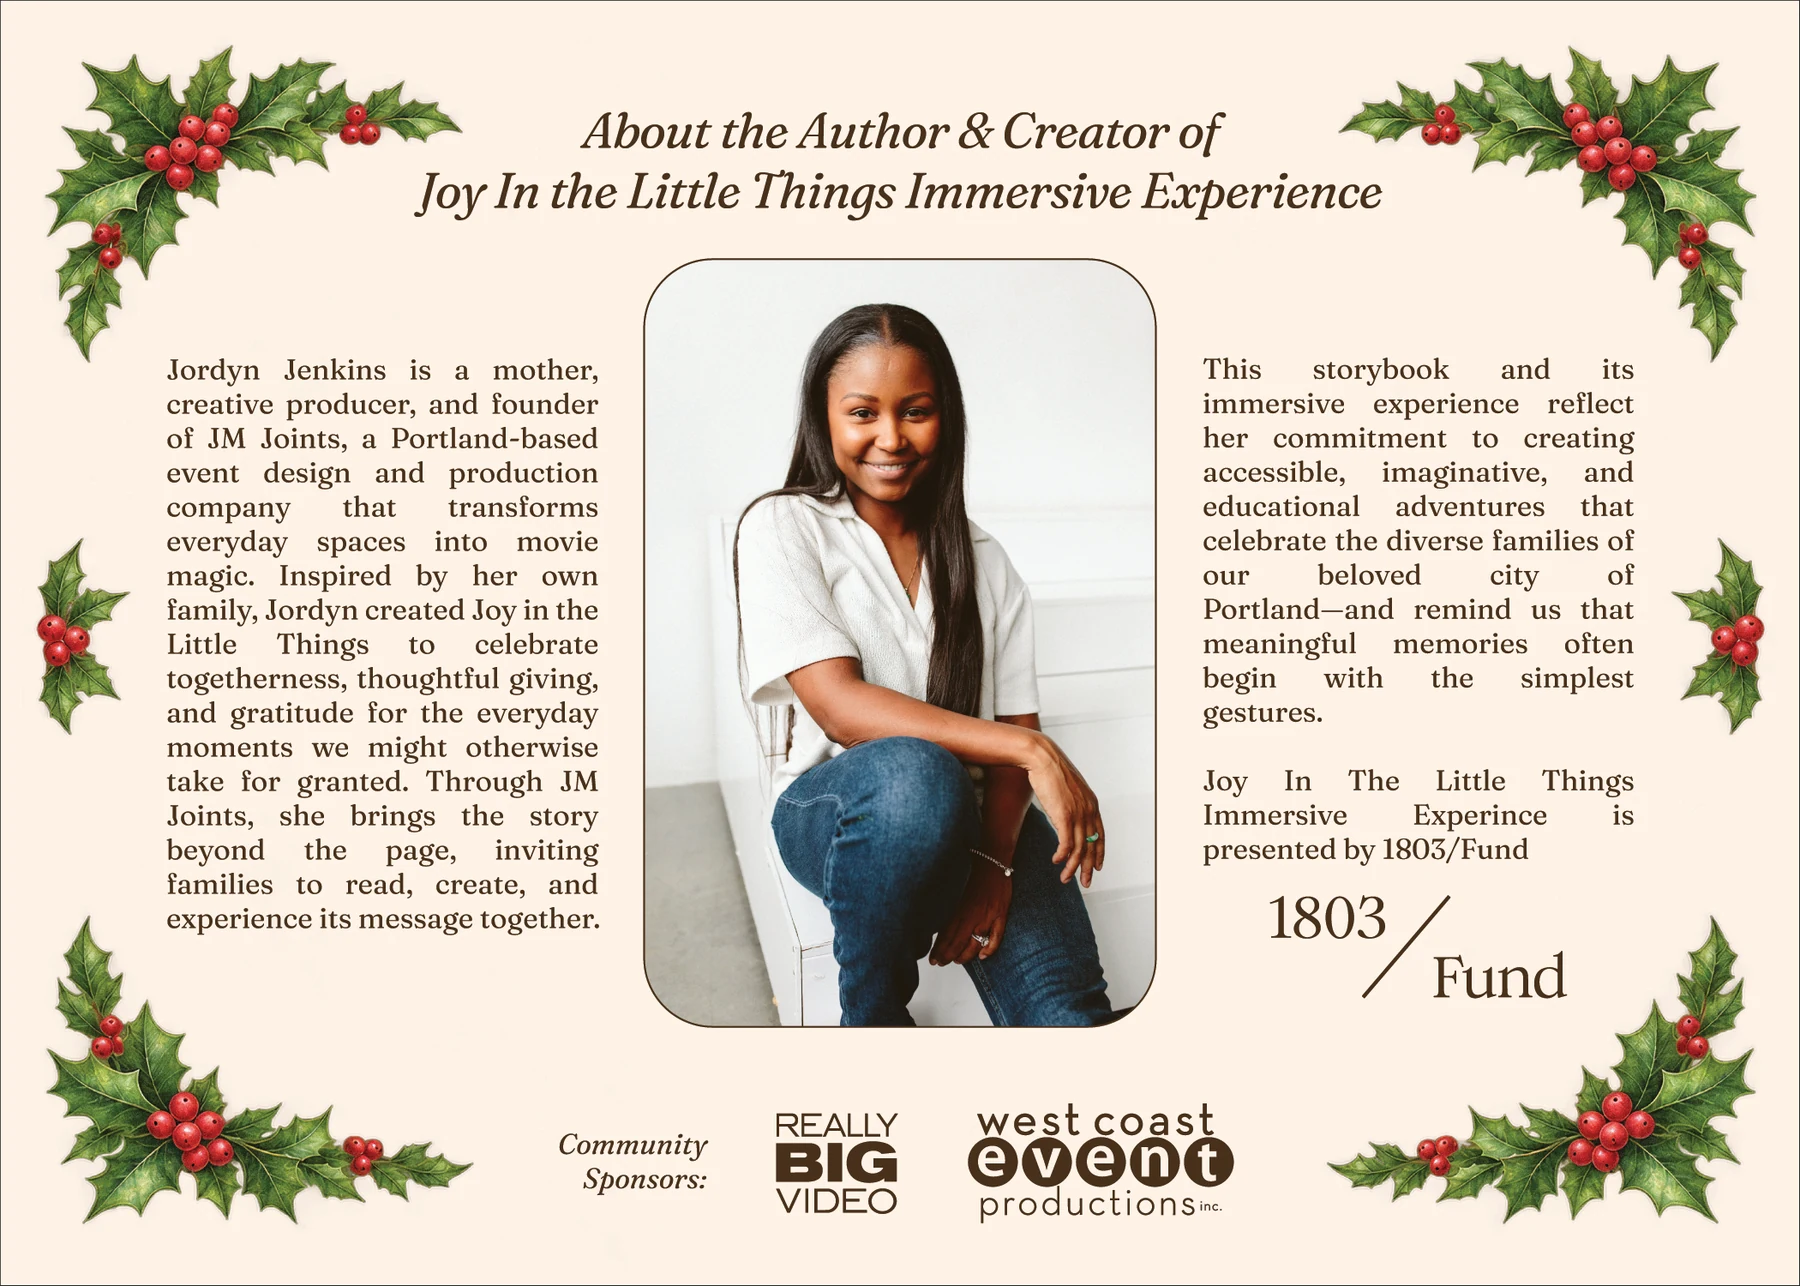 About the Author & Creator of
Joy In the Little Things Immersive Experience
Jordyn Jenkins is a mother,
creative producer, and founder
of JM Joints, a Portland-based
event design and production
company that transforms
everyday spaces into movie
magic. Inspired by her own
family, Jordyn created Joy in the
Little Things to celebrate
togetherness, thoughtful giving,
and gratitude for the everyday
moments we might otherwise
take for granted. Through JM
Joints, she brings the story
beyond the page, inviting
families to read, create, and
experience its message together.
This storybook and its
immersive experience reflect
her commitment to creating
accessible, imaginative, and
educational adventures that
celebrate the diverse families of
our beloved city of
Portland—and remind us that
meaningful memories often
begin with the simplest
gestures.
Joy In The Little Things
Immersive Experince is
presented by 1803/Fund
1803/
Fund
Community
Sponsors:
REALLY
BIG
VIDEO
west coast
event
productions inc.